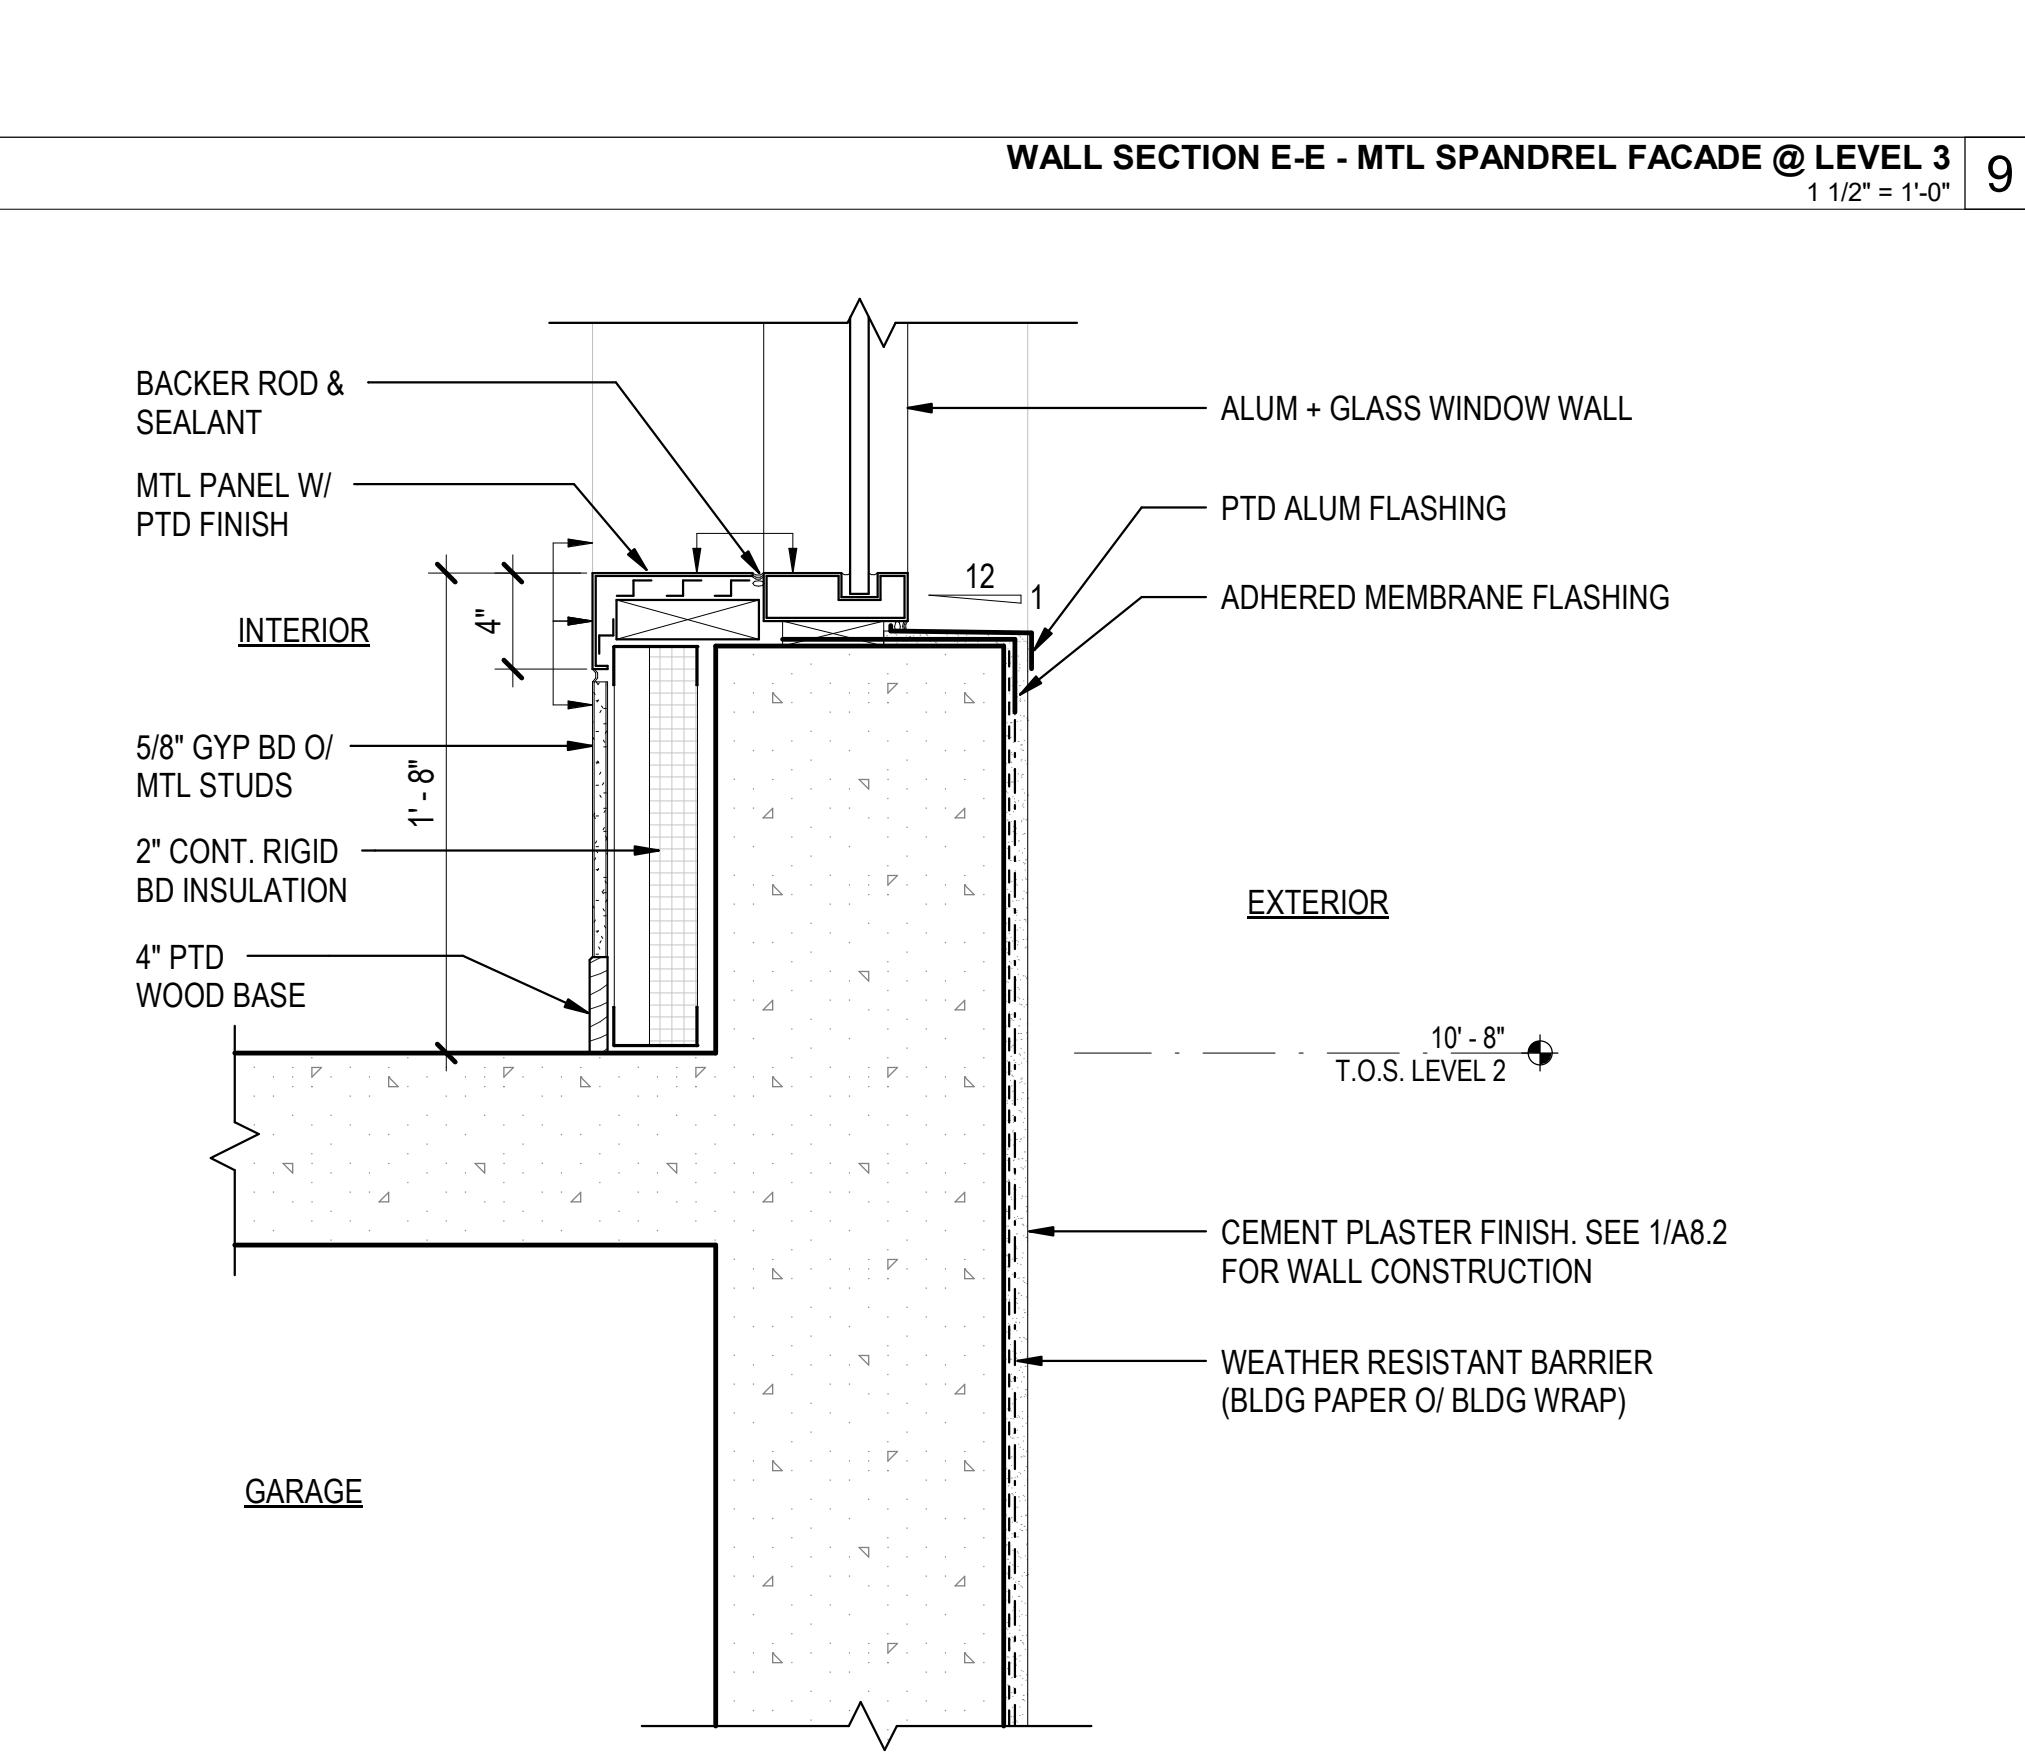 WALL SECTION E-E - MTL SPANDREL FACADE @ LEVEL 3
1 1/2" = 1'-0"
9
BACKER ROD &
SEALANT
MTL PANEL W/
PTD FINISH
INTERIOR
4"
5/8" GYP BD O/
MTL STUDS
1' - 8"
2" CONT. RIGID
BD INSULATION
4" PTD
WOOD BASE
GARAGE
ALUM + GLASS WINDOW WALL
PTD ALUM FLASHING
12
1
ADHERED MEMBRANE FLASHING
EXTERIOR
10' - 8"
T.O.S. LEVEL 2
CEMENT PLASTER FINISH. SEE 1/A8.2
FOR WALL CONSTRUCTION
WEATHER RESISTANT BARRIER
(BLDG PAPER O/ BLDG WRAP)